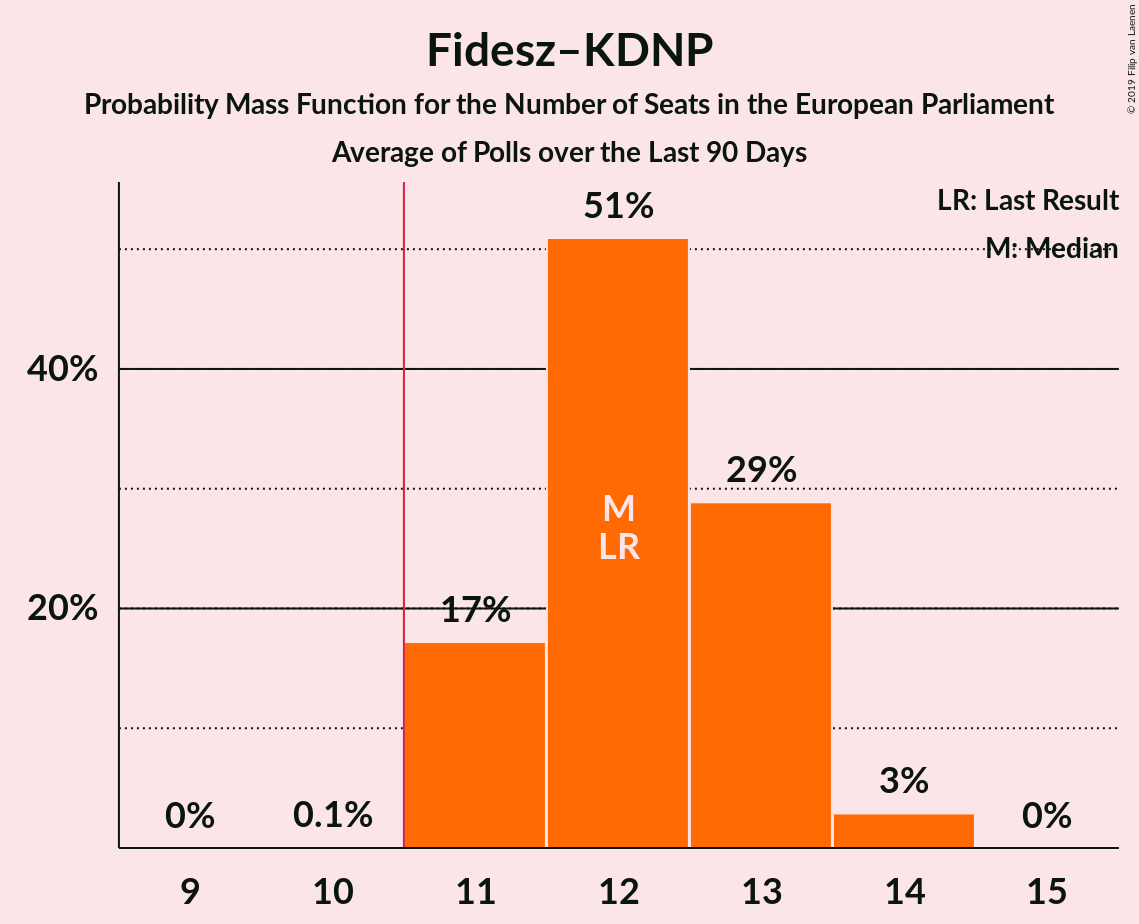 Fidesz–KDNP
Probability Mass Function for the Number of Seats in the European Parliament
Average of Polls over the Last 90 Days
© 2019 Filip van Laenen
LR: Last Result
M: Median
51%
40%
29%
M
LR
20%
17%
3%
0%
0.1%
0%
9 10 11 12 13 14 15